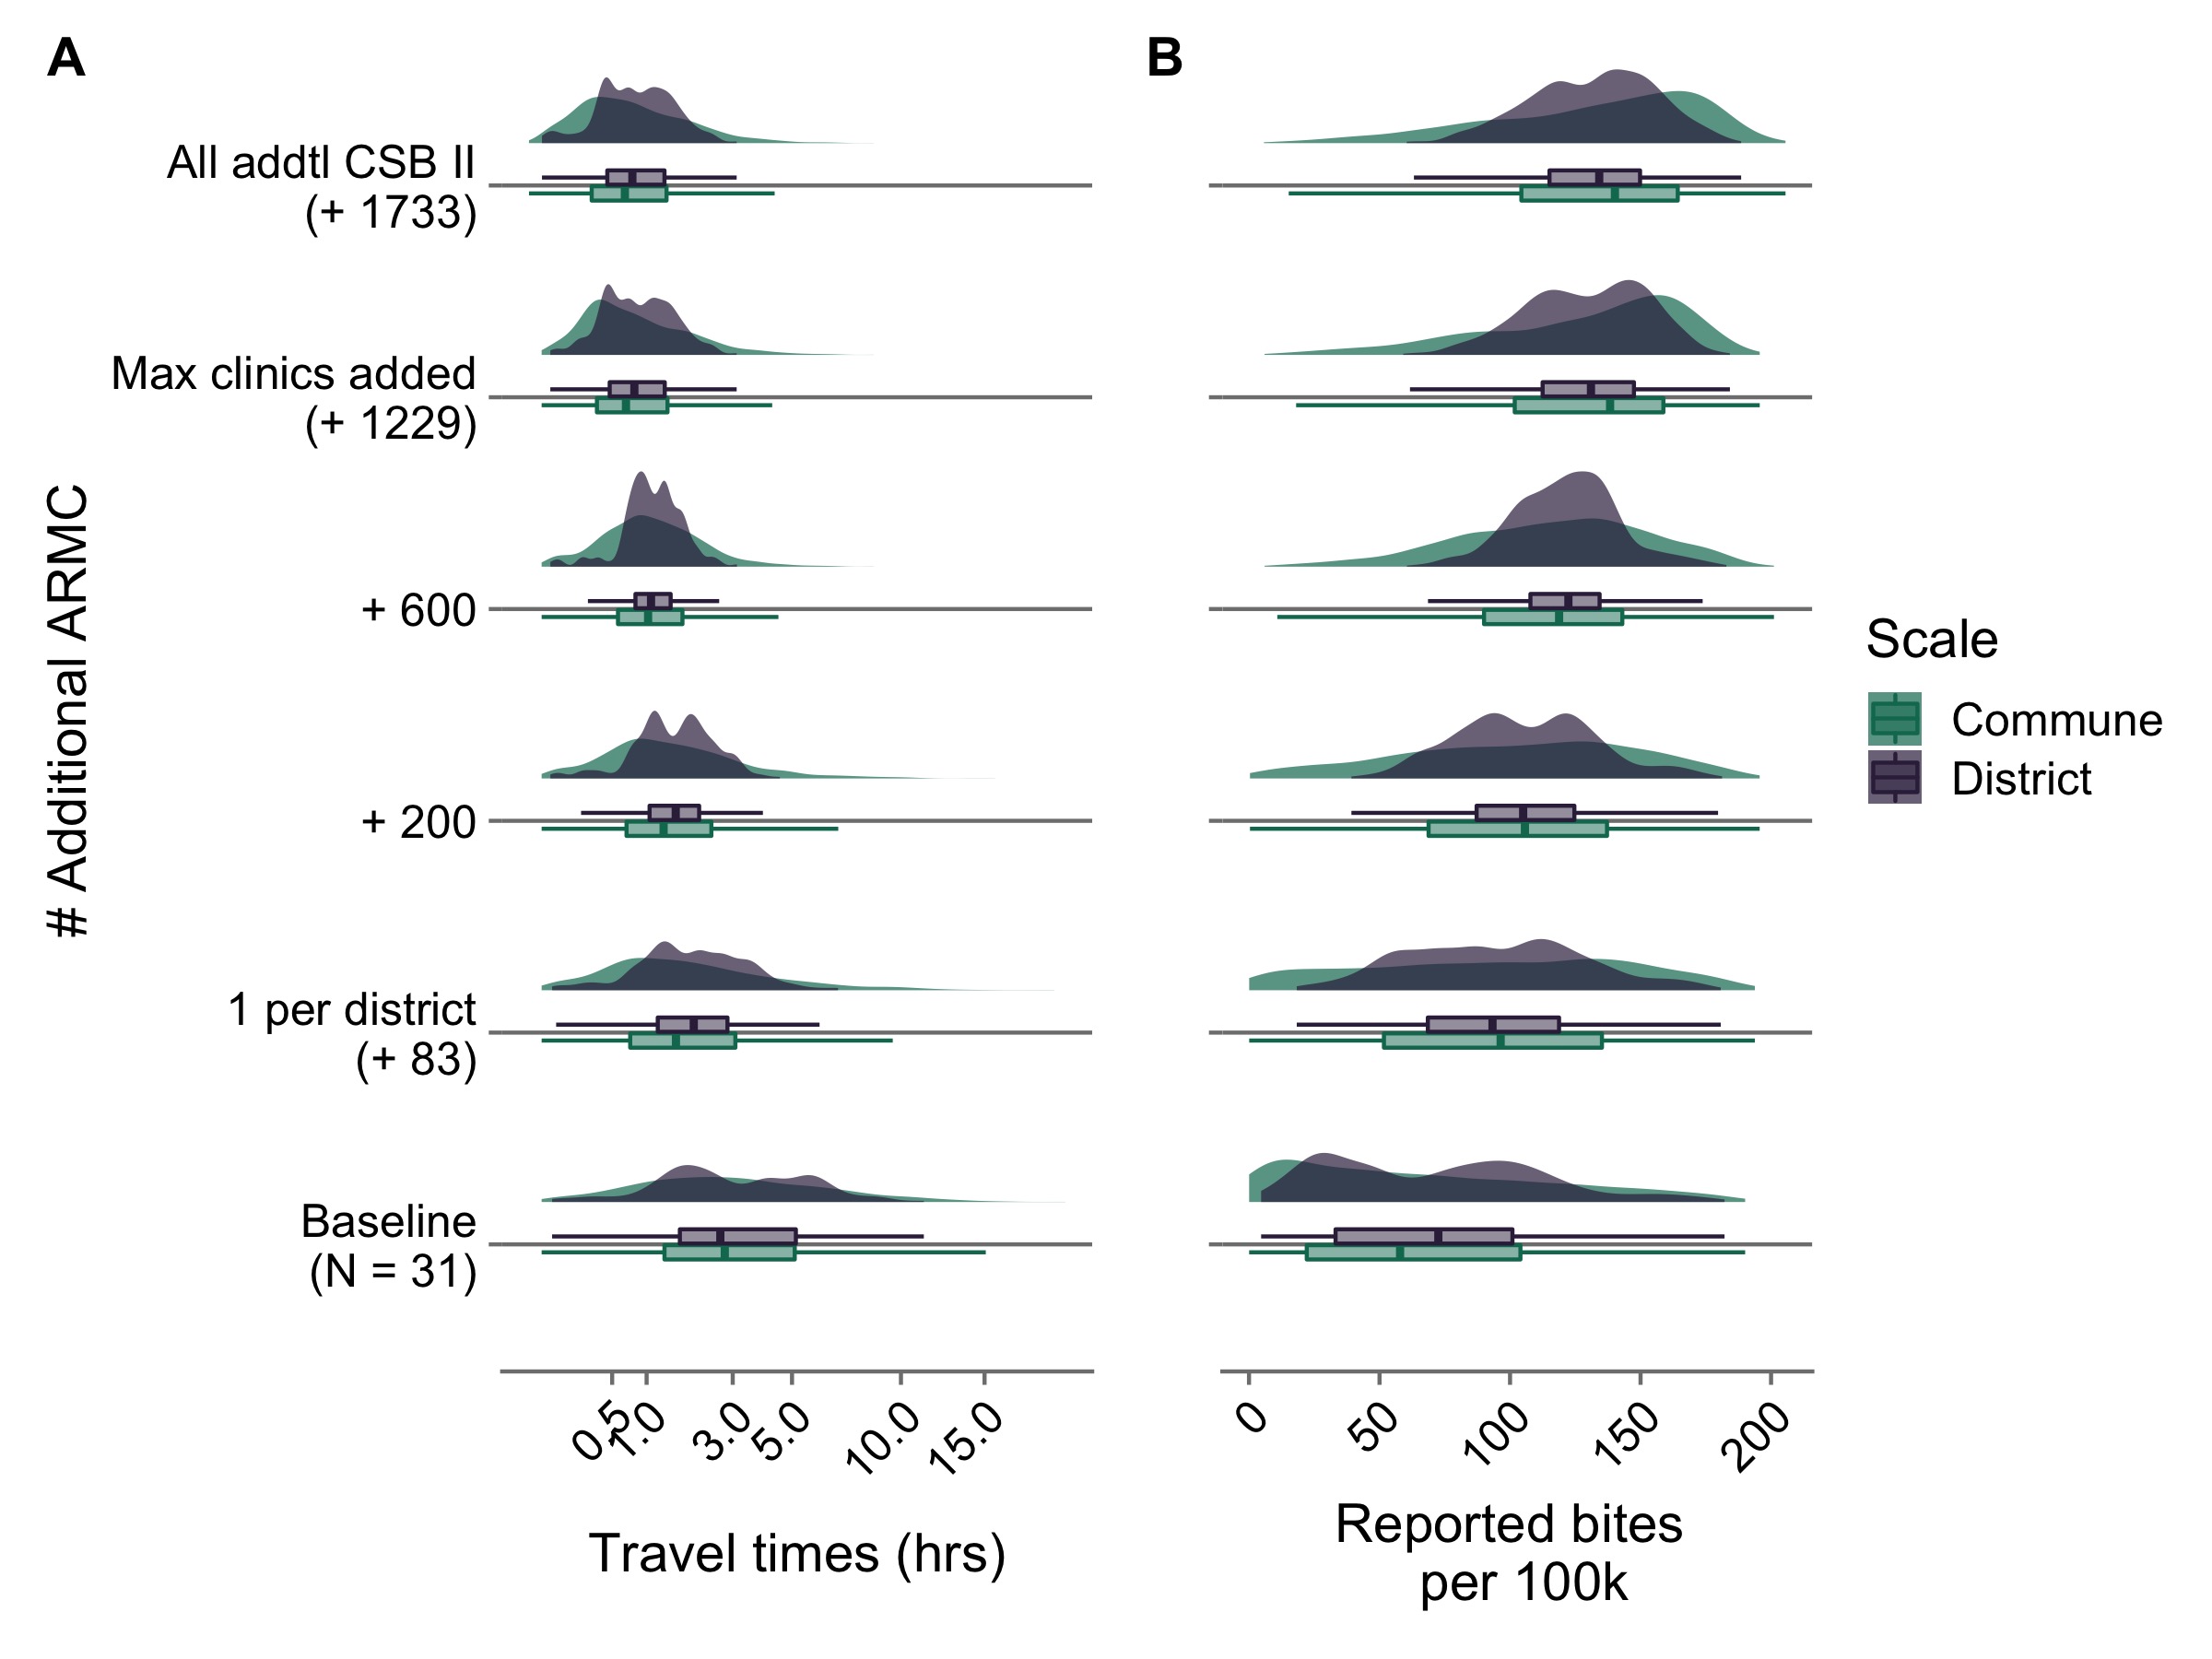 A
B
# Additional ARMC
All addtl CSB II
(+ 1733)
Max clinics added
(+ 1229)
+ 600
+ 200
1 per district
(+ 83)
Baseline
(N = 31)
0.5
1.0
3.0
5.0
10.0
15.0
Travel times (hrs)
0
50
100
150
200
Reported bites
per 100k
Scale
Commune
District